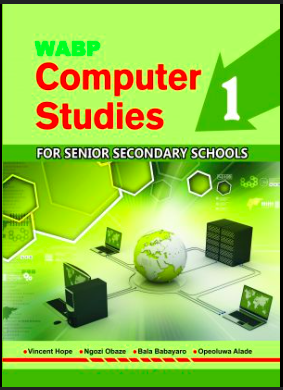 WABP
Computer
Studies
1
FOR SENIOR SECONDARY SCHOOLS
• Vincent Hope • Ngozi Obaze • Bala Babayaro • Opeoluwa Alade